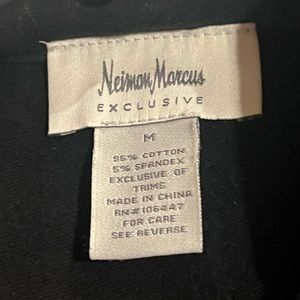 Neiman Marcus
EXCLUSIVE
M
95% COTTON
5% SPANDEX
EXCLUSIVE OF
TRIMS
MADE IN CHINA
RN#106447
FOR CARE
SEE REVERSE